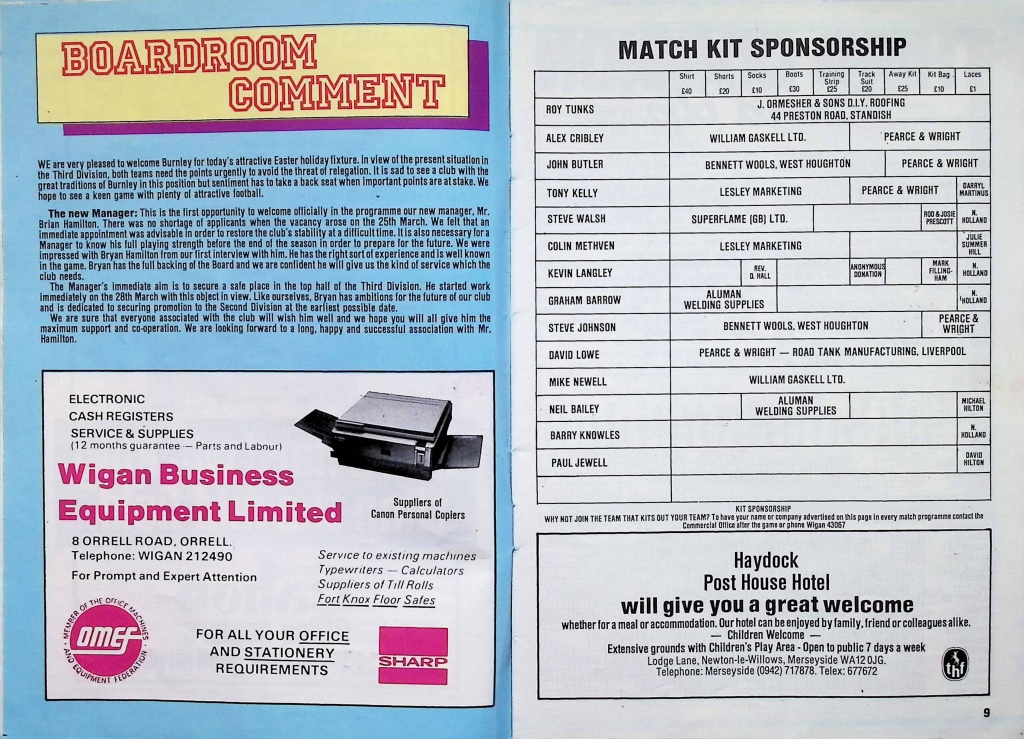 BOARDROOM
COMMENT
WE are very pleased to welcome Burnley for today's attractive Easter holiday fixture. In view of the present situation in
the Third Division, both teams need the points urgently to avoid the threat of relegation. It is sad to see a club with the
great traditions of Burnley in this position but sentiment has to take a back seat when important points are at stake. We
hope to see a keen game with plenty of attractive football.
The new Manager: This is the first opportunity to welcome officially in the programme our new manager, Mr.
Brian Hamilton. There was no shortage of applicants when the vacancy arose on the 25th March. We felt that an
immediate appointment was advisable in order to restore the club's stability at a difficult time. It is also necessary for a
Manager to know his full playing strength before the end of the season in order to prepare for the future. We were
impressed with Bryan Hamilton from our first interview with him. He has the right sort of experience and is well known
in the game. Bryan has the full backing of the Board and we are confident he will give us the kind of service which the
club needs.
The Manager's immediate aim is to secure a safe place in the top half of the Third Division. He started work
immediately on the 28th March with this object in view. Like ourselves, Bryan has ambitions for the future of our club
and is dedicated to securing promotion to the Second Division at the earliest possible date.
We are sure that everyone associated with the club will wish him well and we hope you will all give him the
maximum support and co-operation. We are looking forward to a long, happy and successful association with Mr.
Hamilton.
ELECTRONIC
CASH REGISTERS
SERVICE & SUPPLIES
(12 months guarantee — Parts and Labour)
Wigan Business
Equipment Limited
Suppliers of
Canon Personal Copiers
8 ORRELL ROAD, ORRELL.
Telephone: WIGAN 212490
For Prompt and Expert Attention
Service to existing machines
Typewriters — Calculators
Suppliers of Till Rolls
Fort Knox Floor Safes
MEMBER OF THE OFFICE MACHINES
omef
AND EQUIPMENT FEDERATION
FOR ALL YOUR OFFICE
AND STATIONERY
REQUIREMENTS
SHARP
MATCH KIT SPONSORSHIP
Shirt £40 Shorts £20 Socks £10 Boots £30 Training Strip £25 Track Suit £20 Away Kit £25 Kit Bag £10 Laces £1
ROY TUNKS J. ORMESHER & SONS D.I.Y. ROOFING
44 PRESTON ROAD, STANDISH
ALEX CRIBLEY WILLIAM GASKELL LTD. PEARCE & WRIGHT
JOHN BUTLER BENNETT WOOLS, WEST HOUGHTON PEARCE & WRIGHT
TONY KELLY LESLEY MARKETING PEARCE & WRIGHT DARRYL MARTINUS
STEVE WALSH SUPERFLAME (GB) LTD. ROD & JOSIE PRESCOTT N. HOLLAND
COLIN METHVEN LESLEY MARKETING JULIE SUMMER HILL
KEVIN LANGLEY REV. D. HALL ANONYMOUS DONATION MARK FILLING-HAM N. HOLLAND
GRAHAM BARROW ALUMAN WELDING SUPPLIES N. HOLLAND
STEVE JOHNSON BENNETT WOOLS, WEST HOUGHTON PEARCE & WRIGHT
DAVID LOWE PEARCE & WRIGHT — ROAD TANK MANUFACTURING, LIVERPOOL
MIKE NEWELL WILLIAM GASKELL LTD.
NEIL BAILEY ALUMAN WELDING SUPPLIES MICHAEL HILTON
BARRY KNOWLES N. HOLLAND
PAUL JEWELL DAVID HILTON
KIT SPONSORSHIP
WHY NOT JOIN THE TEAM THAT KITS OUT YOUR TEAM? To have your name or company advertised on this page in every match programme contact the
Commercial Office after the game or phone Wigan 43067
Haydock
Post House Hotel
will give you a great welcome
whether for a meal or accommodation. Our hotel can be enjoyed by family, friend or colleagues alike.
— Children Welcome —
Extensive grounds with Children's Play Area - Open to public 7 days a week
Lodge Lane, Newton-le-Willows, Merseyside WA12 0JG.
Telephone: Merseyside (0942) 717878. Telex: 677672
thf
9